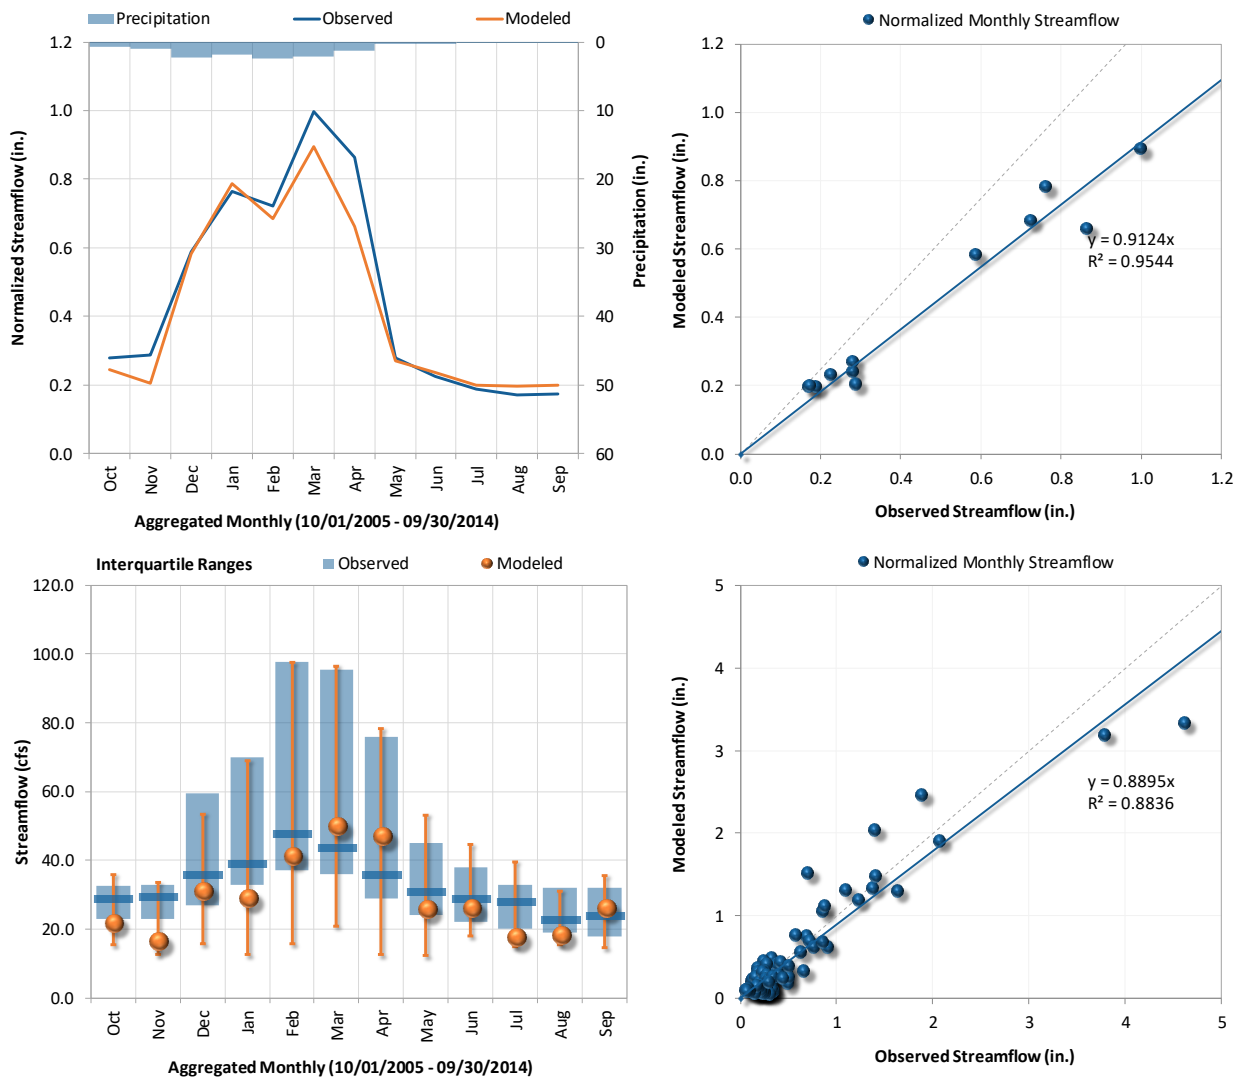 Precipitation Observed Modeled
1.2
1.0
0.8
0.6
0.4
0.2
0.0
Normalized Streamflow (in.)
0
10
20
30
40
50
60
Precipitation (in.)
Oct Nov Dec Jan Feb Mar Apr May Jun Jul Aug Sep
Aggregated Monthly (10/01/2005 - 09/30/2014)
Normalized Monthly Streamflow
1.2
1.0
0.8
0.6
0.4
0.2
0.0
Modeled Streamflow (in.)
y = 0.9124x
R² = 0.9544
0.0 0.2 0.4 0.6 0.8 1.0 1.2
Observed Streamflow (in.)
Interquartile Ranges Observed Modeled
120.0
100.0
80.0
60.0
40.0
20.0
0.0
Streamflow (cfs)
Oct Nov Dec Jan Feb Mar Apr May Jun Jul Aug Sep
Aggregated Monthly (10/01/2005 - 09/30/2014)
Normalized Monthly Streamflow
5
4
3
2
1
0
Modeled Streamflow (in.)
y = 0.8895x
R² = 0.8836
0 1 2 3 4 5
Observed Streamflow (in.)